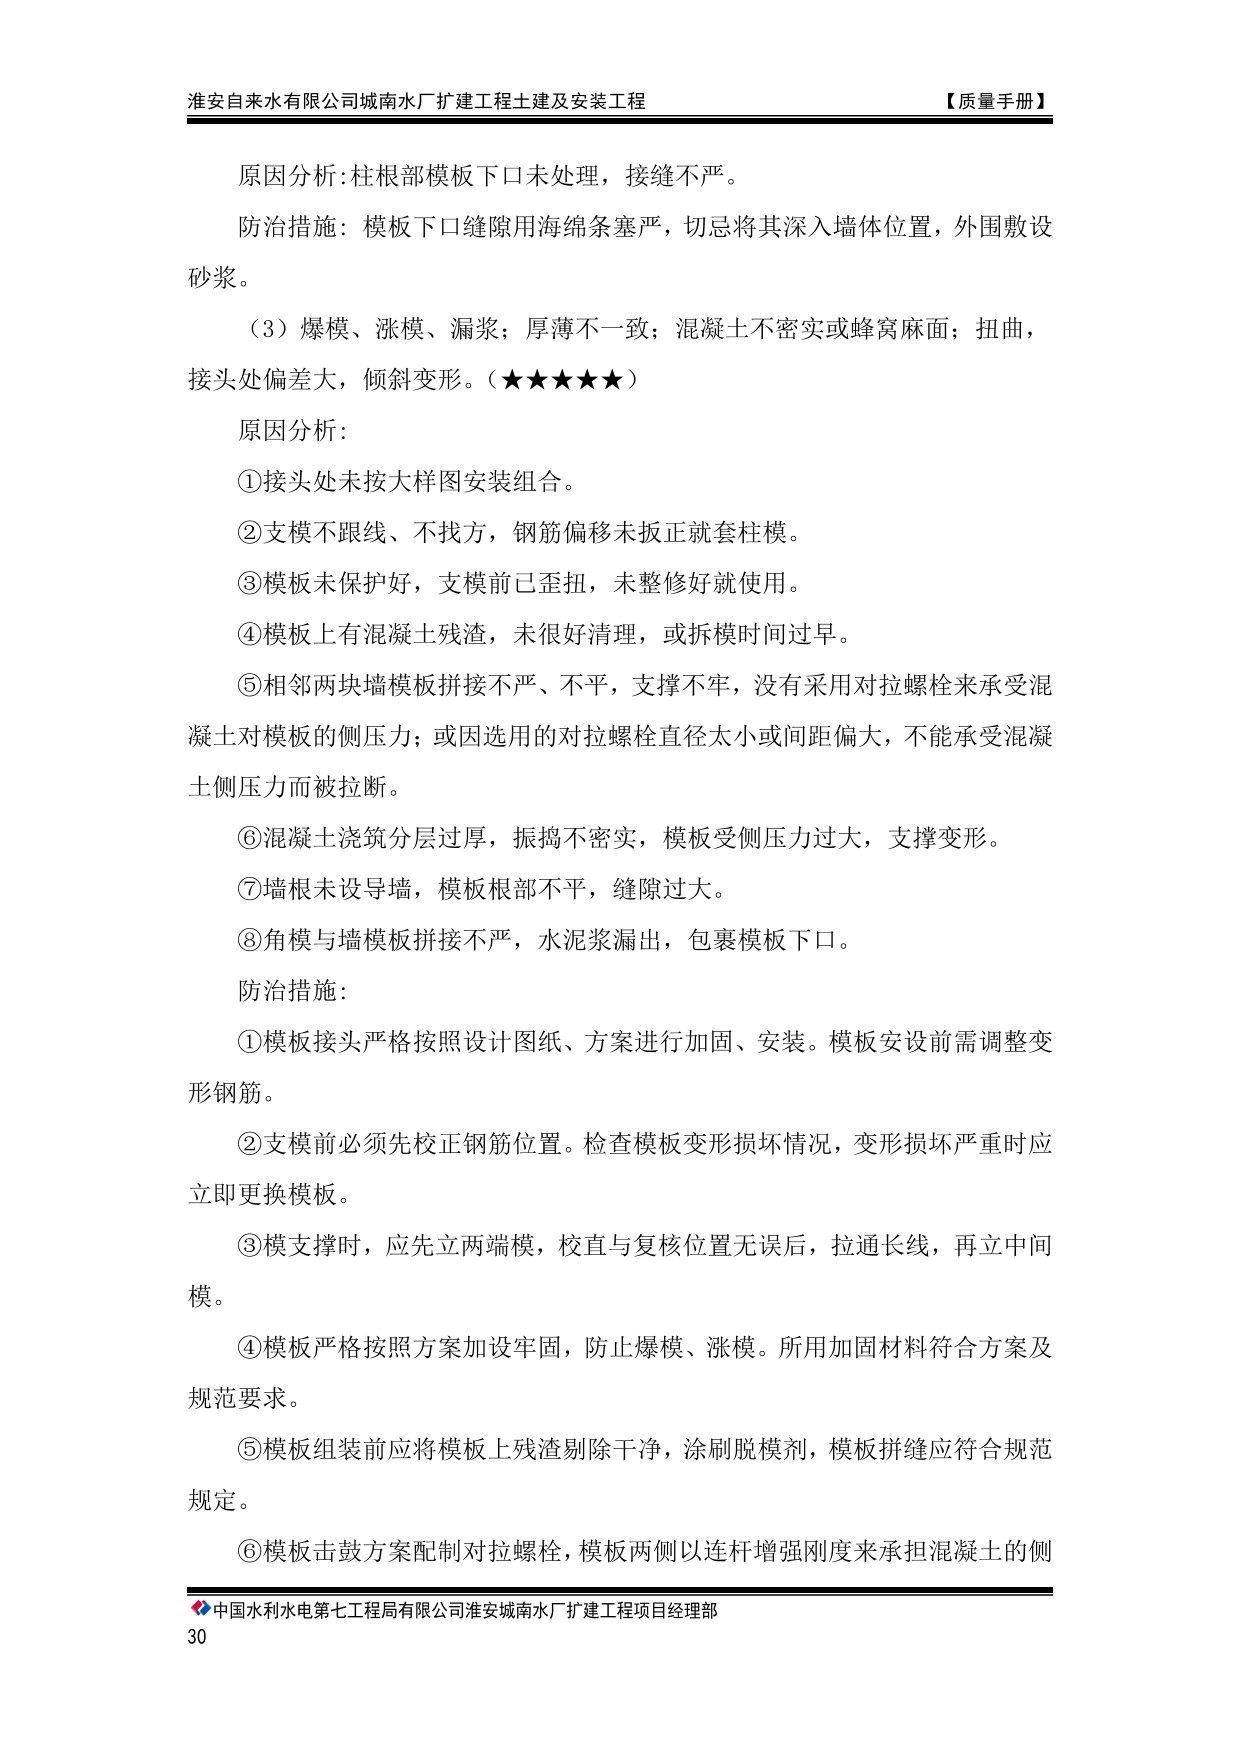 淮安自来水有限公司城南水厂扩建工程土建及安装工程 【质量手册】
原因分析:柱根部模板下口未处理，接缝不严。
防治措施：模板下口缝隙用海绵条塞严，切忌将其深入墙体位置，外围敷设
砂浆。
（3）爆模、涨模、漏浆；厚薄不一致；混凝土不密实或蜂窝麻面；扭曲，
接头处偏差大，倾斜变形。（★★★★★）
原因分析：
①接头处未按大样图安装组合。
②支模不跟线、不找方，钢筋偏移未扳正就套柱模。
③模板未保护好，支模前已歪扭，未整修好就使用。
④模板上有混凝土残渣，未很好清理，或拆模时间过早。
⑤相邻两块墙模板拼接不严、不平，支撑不牢，没有采用对拉螺栓来承受混
凝土对模板的侧压力；或因选用的对拉螺栓直径太小或间距偏大，不能承受混凝
土侧压力而被拉断。
⑥混凝土浇筑分层过厚，振捣不密实，模板受侧压力过大，支撑变形。
⑦墙根未设导墙，模板根部不平，缝隙过大。
⑧角模与墙模板拼接不严，水泥浆漏出，包裹模板下口。
防治措施：
①模板接头严格按照设计图纸、方案进行加固、安装。模板安设前需调整变
形钢筋。
②支模前必须先校正钢筋位置。检查模板变形损坏情况，变形损坏严重时应
立即更换模板。
③模支撑时，应先立两端模，校直与复核位置无误后，拉通长线，再立中间
模。
④模板严格按照方案加设牢固，防止爆模、涨模。所用加固材料符合方案及
规范要求。
⑤模板组装前应将模板上残渣剔除干净，涂刷脱模剂，模板拼缝应符合规范
规定。
⑥模板击鼓方案配制对拉螺栓，模板两侧以连杆增强刚度来承担混凝土的侧
中国水利水电第七工程局有限公司淮安城南水厂扩建工程项目经理部
30